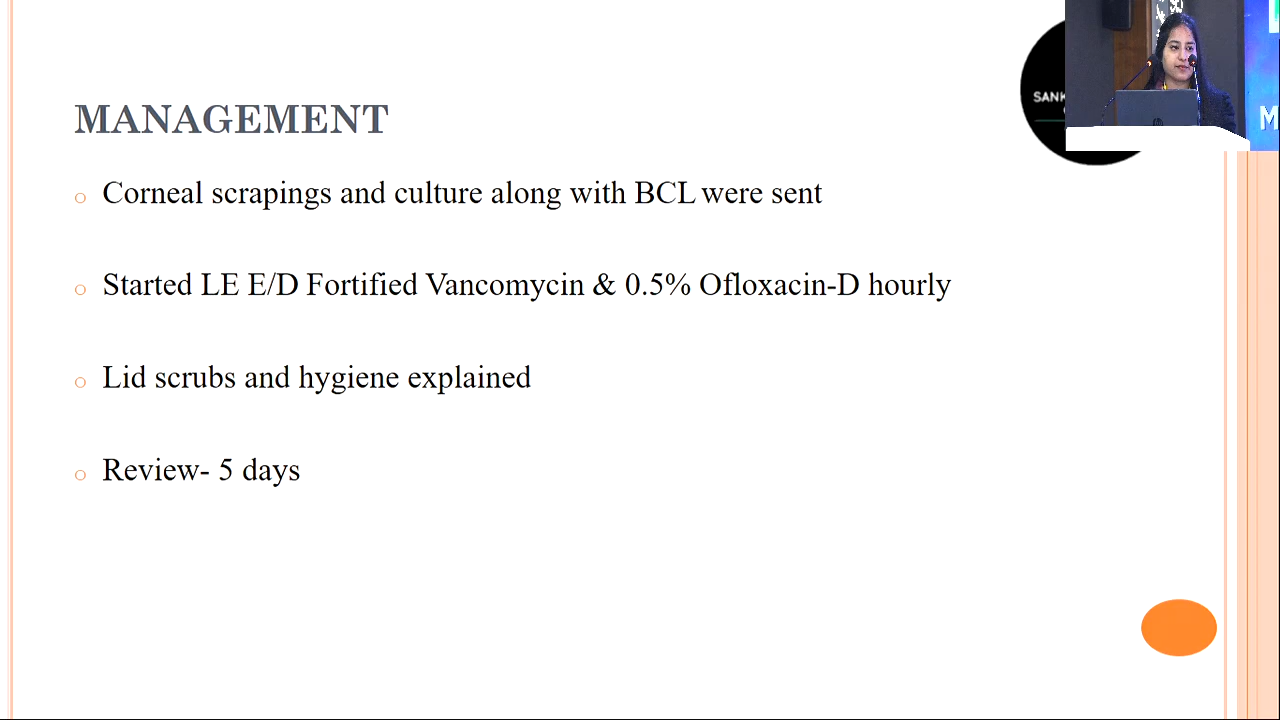 MANAGEMENT
Corneal scrapings and culture along with BCL were sent
Started LE E/D Fortified Vancomycin & 0.5% Ofloxacin-D hourly
Lid scrubs and hygiene explained
Review- 5 days